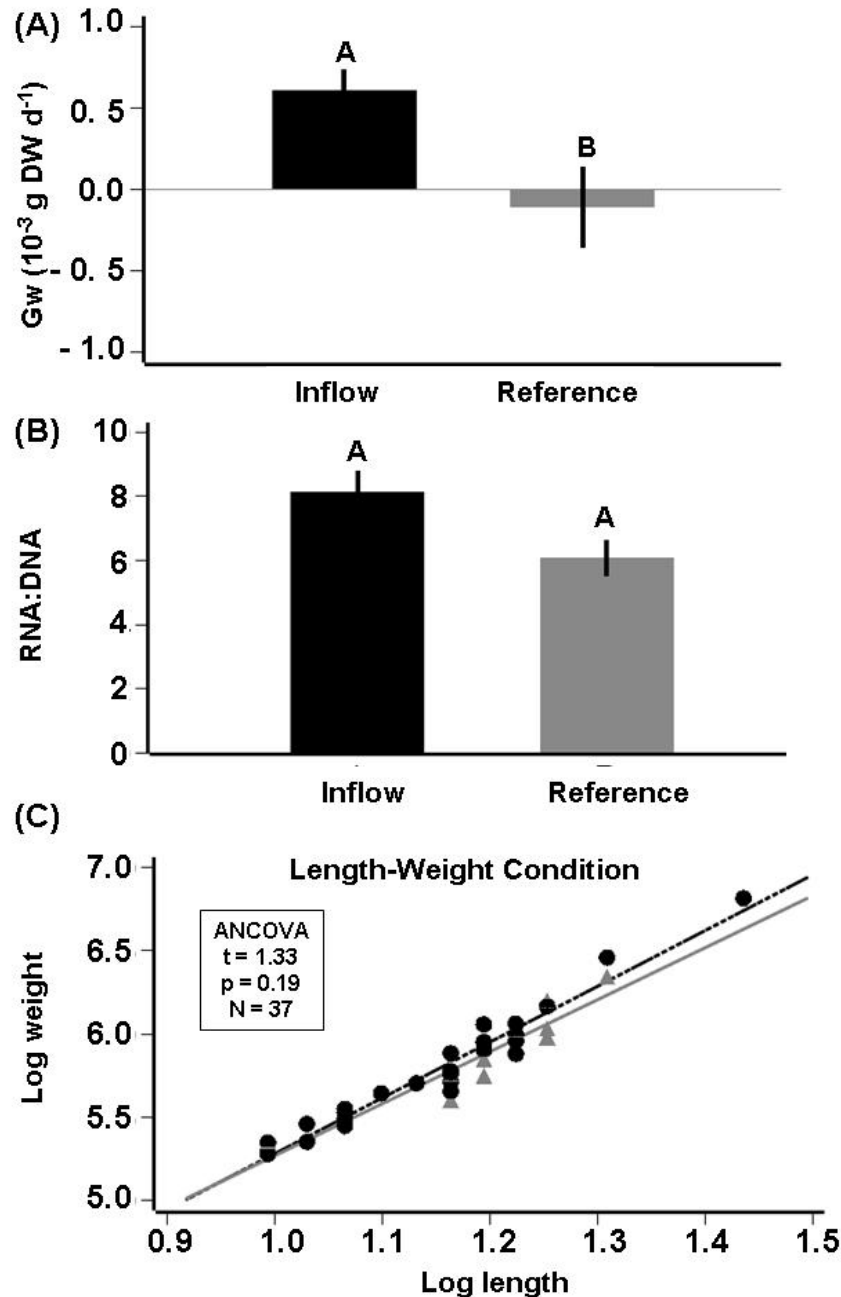 (A)
1.0
0. 5
0.0
- 0. 5
- 1.0
Gw (10⁻³ g DW d⁻¹)
A
B
Inflow
Reference
(B)
10
8
6
4
2
0
RNA:DNA
A
A
Inflow
Reference
(C)
Length-Weight Condition
7.0
6.5
6.0
5.5
5.0
Log weight
ANCOVA
t = 1.33
p = 0.19
N = 37
0.9 1.0 1.1 1.2 1.3 1.4 1.5
Log length